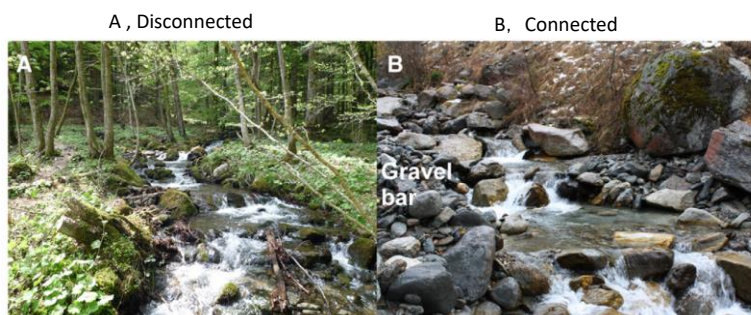 A , Disconnected
B, Connected
A
B
Gravel
bar